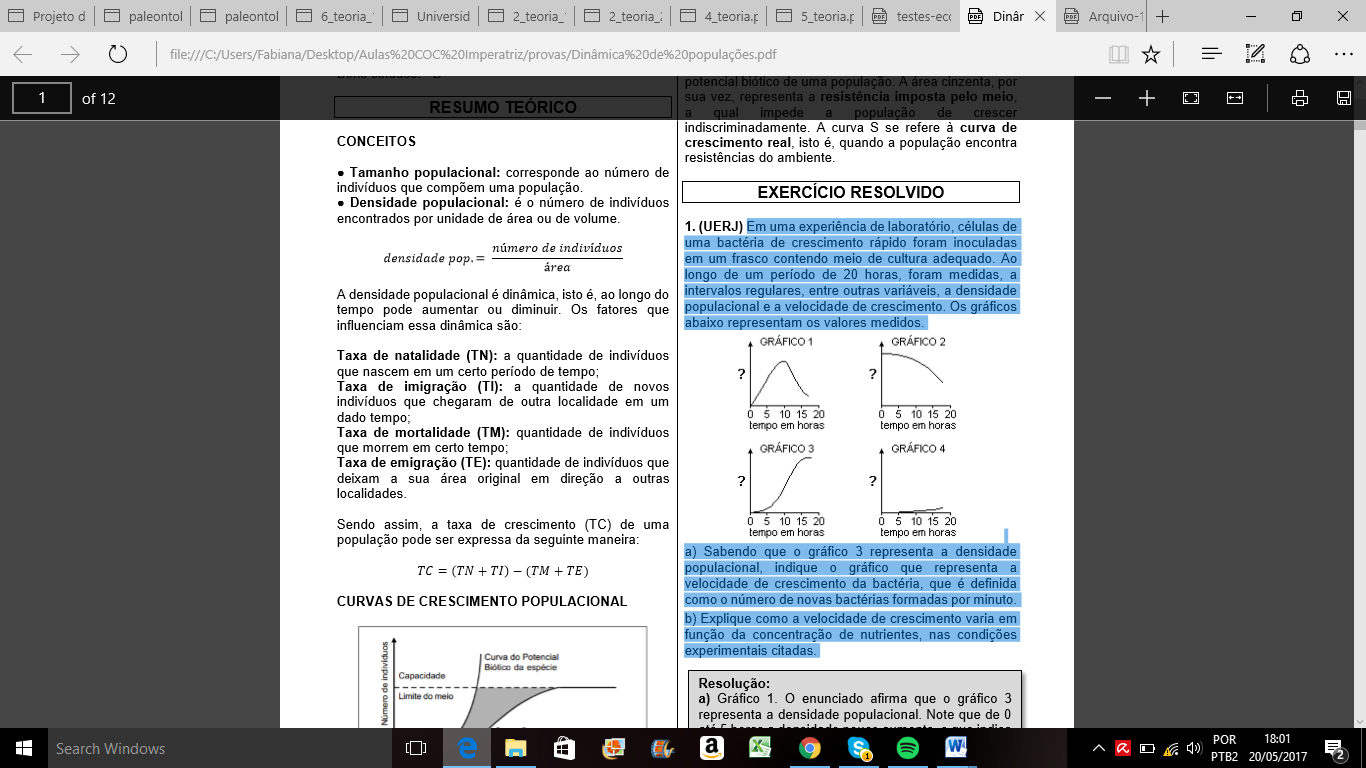 Projeto d
paleontol
paleontol
6_teoria_
Universid
2_teoria_
2_teoria_2
4_teoria.p
5_teoria.p
testes-eco
Dinâr
Arquivo-1
file:///C:/Users/Fabiana/Desktop/Aulas%20COC%20Imperatriz/provas/Dinâmica%20de%20populações.pdf
1 of 12
RESUMO TEÓRICO
CONCEITOS
● Tamanho populacional: corresponde ao número de
indivíduos que compõem uma população.
● Densidade populacional: é o número de indivíduos
encontrados por unidade de área ou de volume.
densidade pop.= número de indivíduos
área
A densidade populacional é dinâmica, isto é, ao longo do
tempo pode aumentar ou diminuir. Os fatores que
influenciam essa dinâmica são:
Taxa de natalidade (TN): a quantidade de indivíduos
que nascem em um certo período de tempo;
Taxa de imigração (TI): a quantidade de novos
indivíduos que chegaram de outra localidade em um
dado tempo;
Taxa de mortalidade (TM): quantidade de indivíduos
que morrem em certo tempo;
Taxa de emigração (TE): quantidade de indivíduos que
deixam a sua área original em direção a outras
localidades.
Sendo assim, a taxa de crescimento (TC) de uma
população pode ser expressa da seguinte maneira:
TC = (TN + TI) − (TM + TE)
CURVAS DE CRESCIMENTO POPULACIONAL
Número de indivíduos
Capacidade
Limite do meio
Curva do Potencial
Biótico da espécie
potencial biótico de uma população. A área cinzenta, por
sua vez, representa a resistência imposta pelo meio,
a qual impede a população de crescer
indiscriminadamente. A curva S se refere à curva de
crescimento real, isto é, quando a população encontra
resistências do ambiente.
EXERCÍCIO RESOLVIDO
1. (UERJ) Em uma experiência de laboratório, células de
uma bactéria de crescimento rápido foram inoculadas
em um frasco contendo meio de cultura adequado. Ao
longo de um período de 20 horas, foram medidas, a
intervalos regulares, entre outras variáveis, a densidade
populacional e a velocidade de crescimento. Os gráficos
abaixo representam os valores medidos.
GRÁFICO 1
?
0 5 10 15 20
tempo em horas
GRÁFICO 2
?
0 5 10 15 20
tempo em horas
GRÁFICO 3
?
0 5 10 15 20
tempo em horas
GRÁFICO 4
?
0 5 10 15 20
tempo em horas
a) Sabendo que o gráfico 3 representa a densidade
populacional, indique o gráfico que representa a
velocidade de crescimento da bactéria, que é definida
como o número de novas bactérias formadas por minuto.
b) Explique como a velocidade de crescimento varia em
função da concentração de nutrientes, nas condições
experimentais citadas.
Resolução:
a) Gráfico 1. O enunciado afirma que o gráfico 3
representa a densidade populacional. Note que de 0
Search Windows
POR
PTB2
18:01
20/05/2017
2